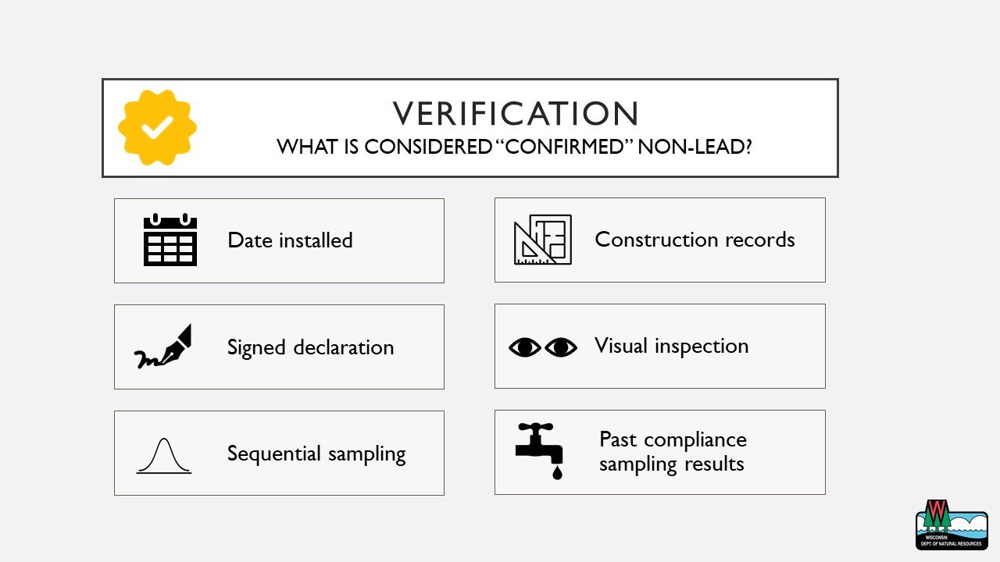 VERIFICATION
WHAT IS CONSIDERED “CONFIRMED” NON-LEAD?
Date installed
Construction records
Signed declaration
Visual inspection
Sequential sampling
Past compliance
sampling results
W
WISCONSIN
DEPT. OF NATURAL RESOURCES